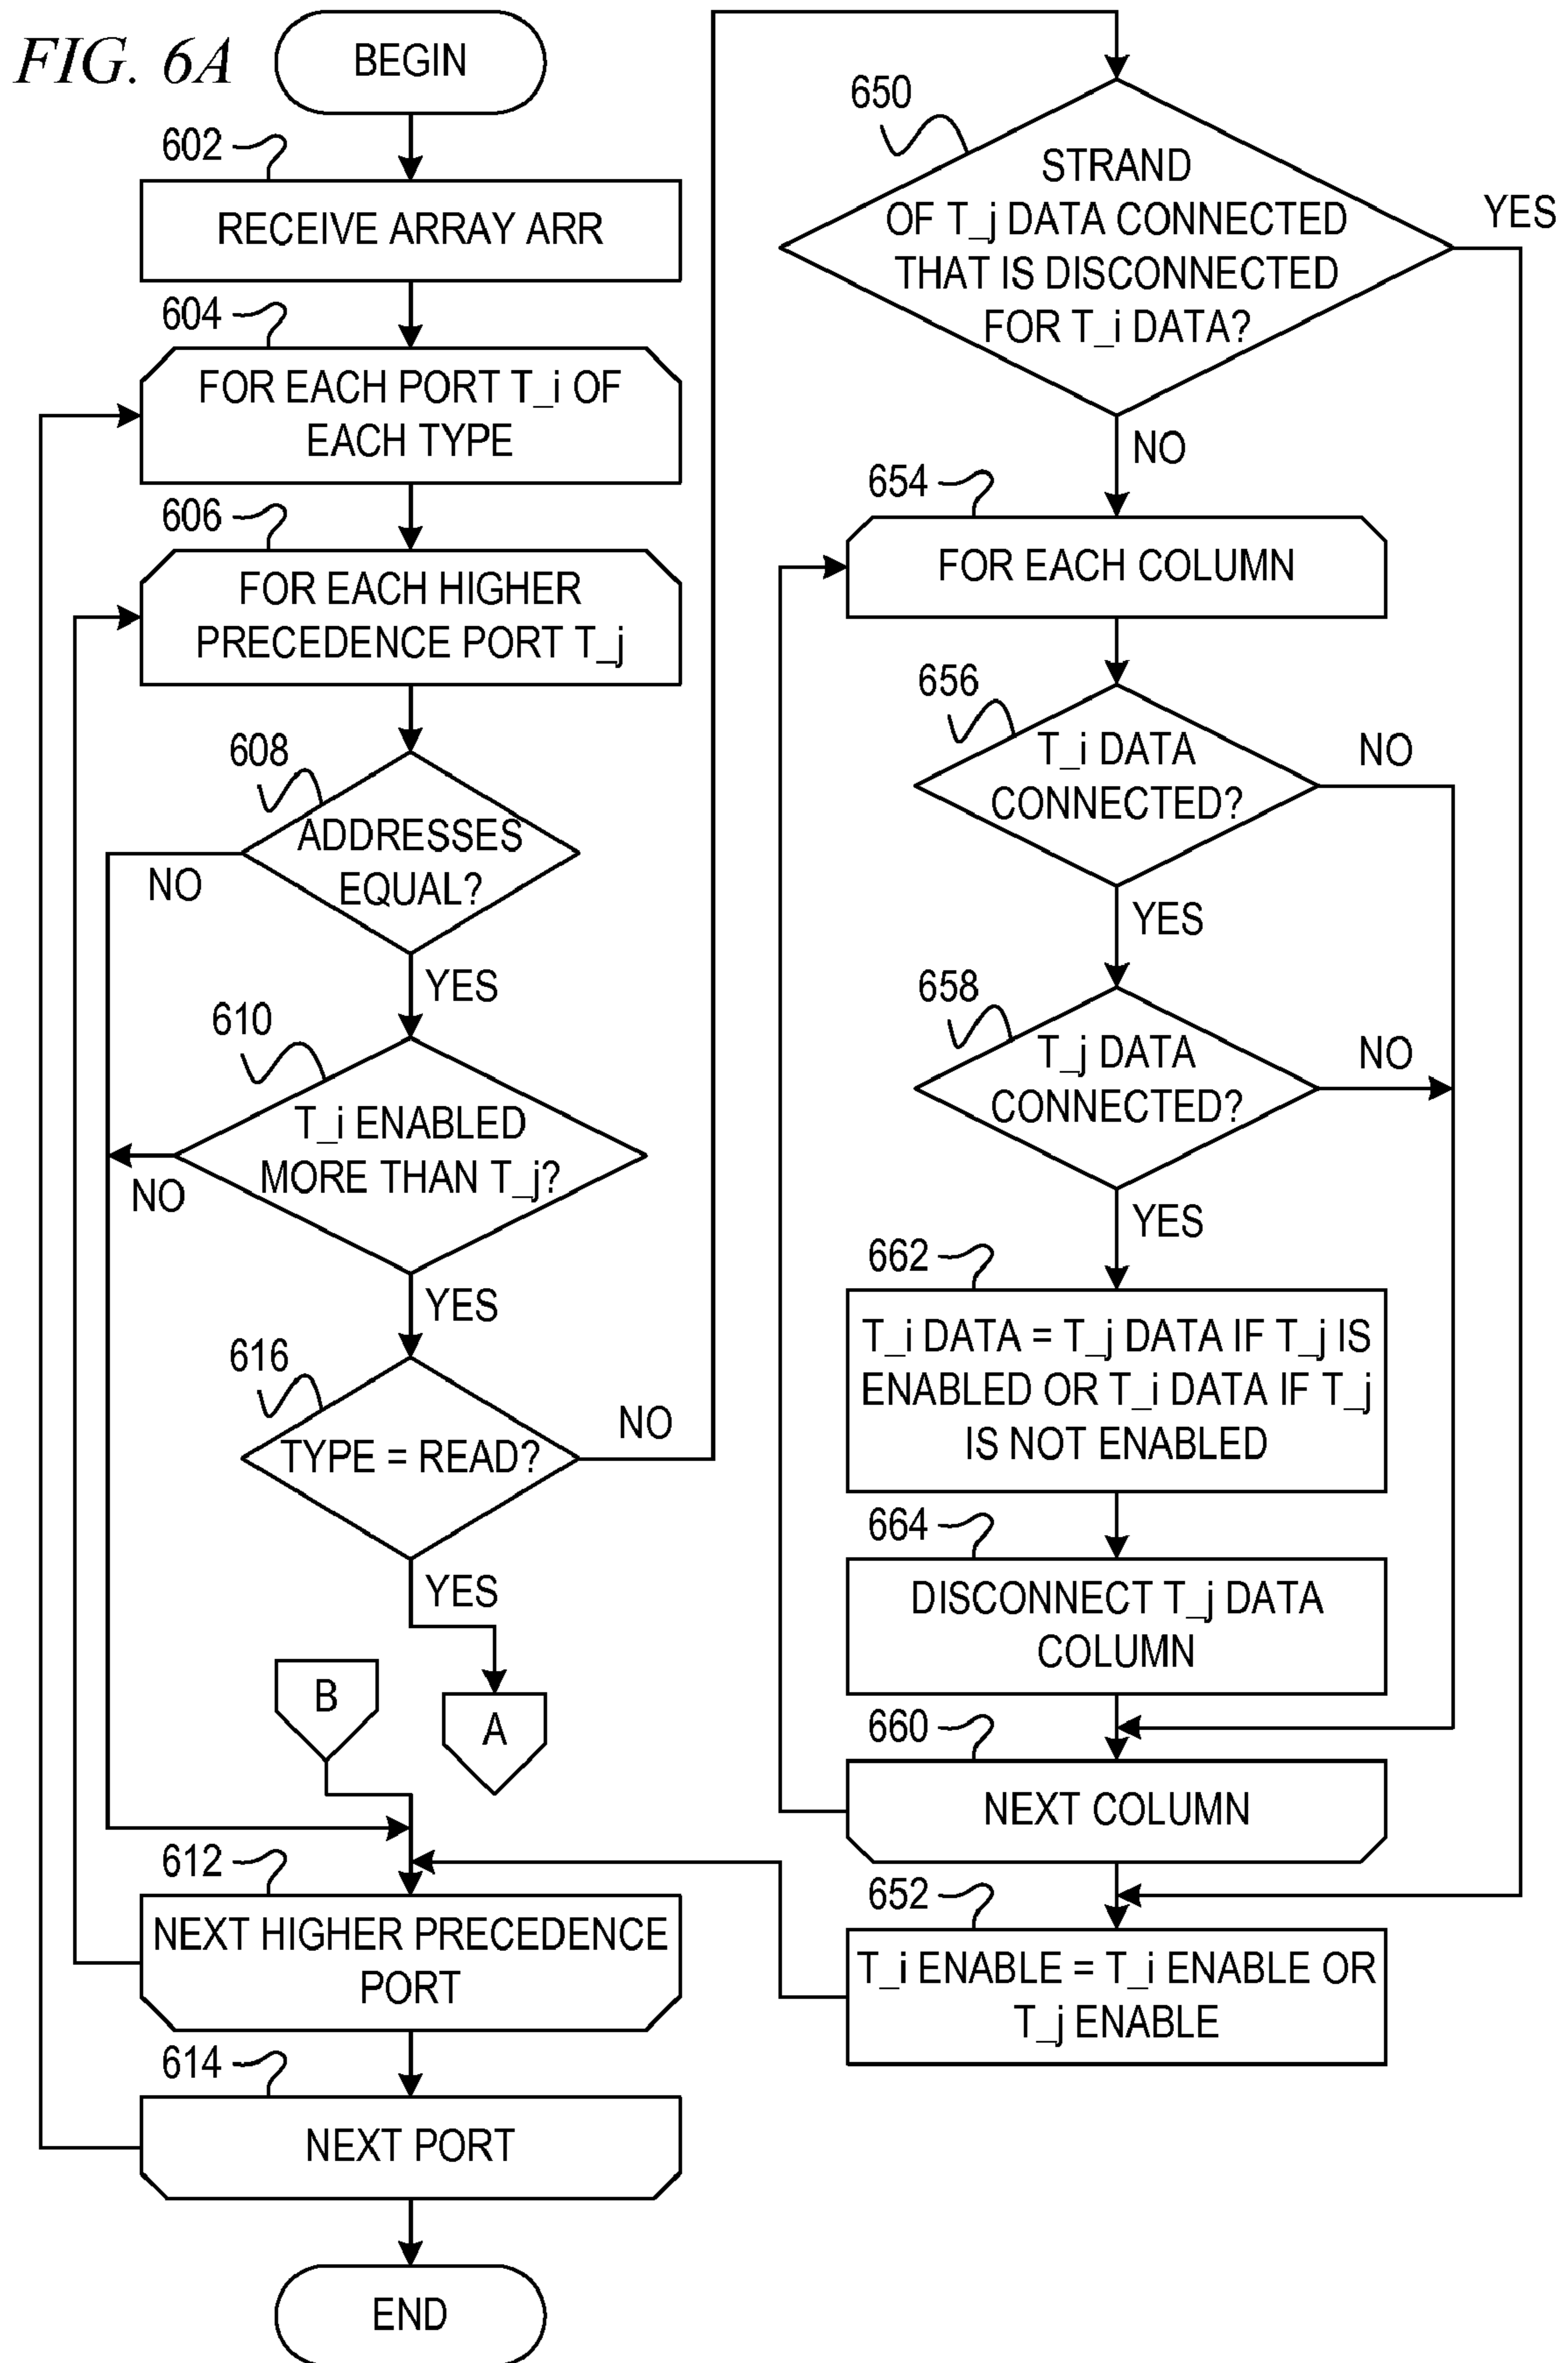 FIG. 6A
BEGIN
602
RECEIVE ARRAY ARR
604
FOR EACH PORT T_i OF
EACH TYPE
606
FOR EACH HIGHER
PRECEDENCE PORT T_j
608
ADDRESSES
EQUAL?
NO
YES
610
T_i ENABLED
MORE THAN T_j?
NO
YES
616
TYPE = READ?
NO
YES
B
A
612
NEXT HIGHER PRECEDENCE
PORT
614
NEXT PORT
END
650
STRAND
OF T_j DATA CONNECTED
THAT IS DISCONNECTED
FOR T_i DATA?
YES
NO
654
FOR EACH COLUMN
656
T_i DATA
CONNECTED?
NO
YES
658
T_j DATA
CONNECTED?
NO
YES
662
T_i DATA = T_j DATA IF T_j IS
ENABLED OR T_i DATA IF T_j
IS NOT ENABLED
664
DISCONNECT T_j DATA
COLUMN
660
NEXT COLUMN
652
T_i ENABLE = T_i ENABLE OR
T_j ENABLE